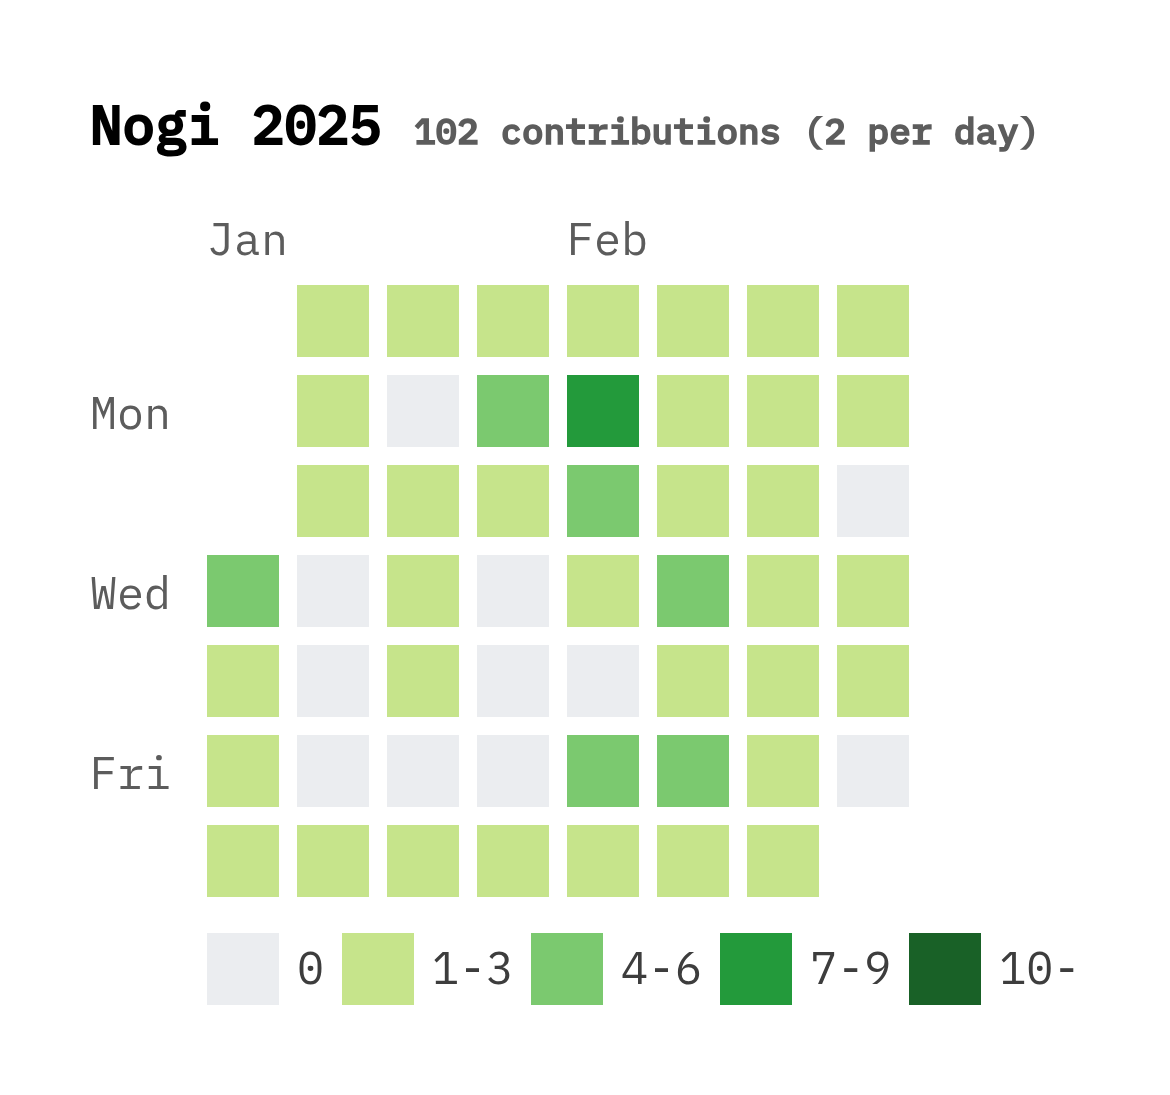 Nogi 2025 102 contributions (2 per day)
Jan Feb
Mon
Wed
Fri
0 1-3 4-6 7-9 10-